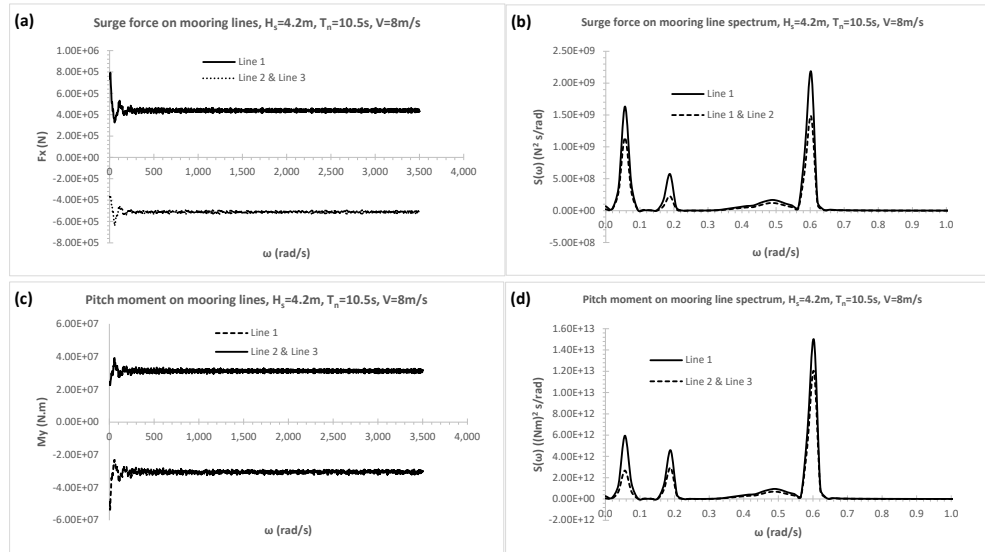 (a)
Surge force on mooring lines, Hs=4.2m, Tn=10.5s, V=8m/s
1.00E+06
8.00E+05
6.00E+05
4.00E+05
2.00E+05
0.00E+00
-2.00E+05
-4.00E+05
-6.00E+05
-8.00E+05
Fx (N)
Line 1
Line 2 & Line 3
0 500 1,000 1,500 2,000 2,500 3,000 3,500 4,000
ω (rad/s)
(b)
Surge force on mooring line spectrum, Hs=4.2m, Tn=10.5s, V=8m/s
2.50E+09
2.00E+09
1.50E+09
1.00E+09
5.00E+08
0.00E+00
-5.00E+08
S(ω) (N² s/rad)
Line 1
Line 1 & Line 2
0.0 0.1 0.2 0.3 0.4 0.5 0.6 0.7 0.8 0.9 1.0
ω (rad/s)
(c)
Pitch moment on mooring lines, Hs=4.2m, Tn=10.5s, V=8m/s
6.00E+07
4.00E+07
2.00E+07
0.00E+00
-2.00E+07
-4.00E+07
-6.00E+07
My (N.m)
Line 1
Line 2 & Line 3
0 500 1,000 1,500 2,000 2,500 3,000 3,500 4,000
ω (rad/s)
(d)
Pitch moment on mooring line spectrum, Hs=4.2m, Tn=10.5s, V=8m/s
1.60E+13
1.40E+13
1.20E+13
1.00E+13
8.00E+12
6.00E+12
4.00E+12
2.00E+12
0.00E+00
-2.00E+12
S(ω) ((Nm)² s/rad)
Line 1
Line 2 & Line 3
0.0 0.1 0.2 0.3 0.4 0.5 0.6 0.7 0.8 0.9 1.0
ω (rad/s)